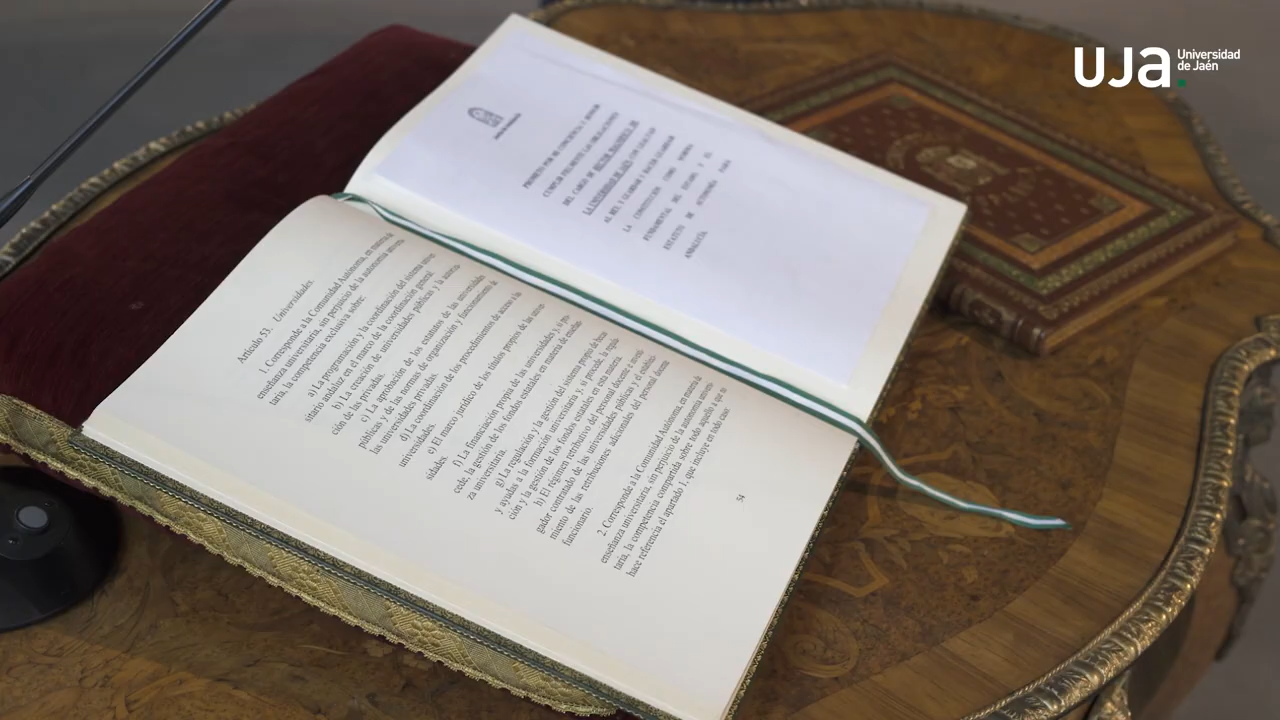 UJa.
Universidad
de Jaén
PROMETO POR MI CONCIENCIA Y HONOR
CUMPLIR FIELMENTE LAS OBLIGACIONES
DEL CARGO DE RECTOR MAGNÍFICO DE
LA UNIVERSIDAD DE JAÉN CON LEALTAD
AL REY Y GUARDAR Y HACER GUARDAR
LA CONSTITUCIÓN COMO NORMA
FUNDAMENTAL DEL ESTADO Y EL
ESTATUTO DE AUTONOMÍA PARA
ANDALUCÍA
Artículo 53. Universidades.
1. Corresponde a la Comunidad Autónoma, en materia de
enseñanza universitaria, sin perjuicio de la autonomía universi-
taria, la competencia exclusiva sobre:
a) La programación y la coordinación del sistema univer-
sitario andaluz en el marco de la coordinación general.
b) La creación de universidades públicas y la autoriza-
ción de las privadas.
c) La aprobación de los estatutos de las universidades
públicas y de las normas de organización y funcionamiento de
las universidades privadas.
d) La coordinación de los procedimientos de acceso a las
universidades.
e) El marco jurídico de los títulos propios de las univer-
sidades.
f) La financiación propia de las universidades y, si pro-
cede, la gestión de los fondos estatales en materia de enseñan-
za universitaria.
g) La regulación y la gestión del sistema propio de becas
y ayudas a la formación universitaria y, si procede, la regula-
ción y la gestión de los fondos estatales en esta materia.
h) El régimen retributivo del personal docente e investi-
gador contratado de las universidades públicas y el estableci-
miento de las retribuciones adicionales del personal docente
funcionario.
2. Corresponde a la Comunidad Autónoma, en materia de
enseñanza universitaria, sin perjuicio de la autonomía universi-
taria, la competencia compartida sobre todo aquello a que no
hace referencia el apartado 1, que incluye en todo caso:
54